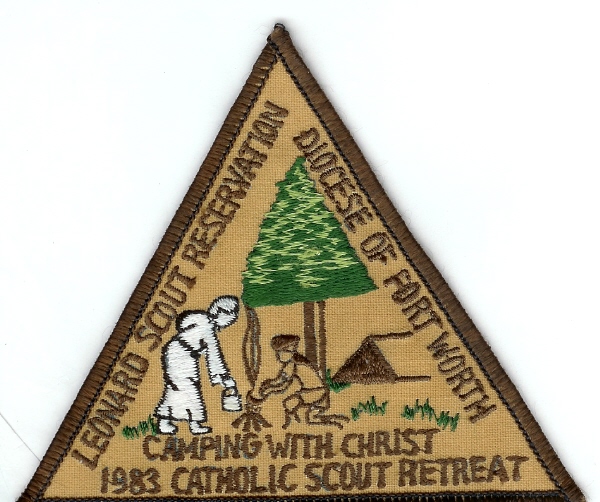 LEONARD SCOUT RESERVATION
DIOCESE OF FORT WORTH
CAMPING WITH CHRIST
1983 CATHOLIC SCOUT RETREAT